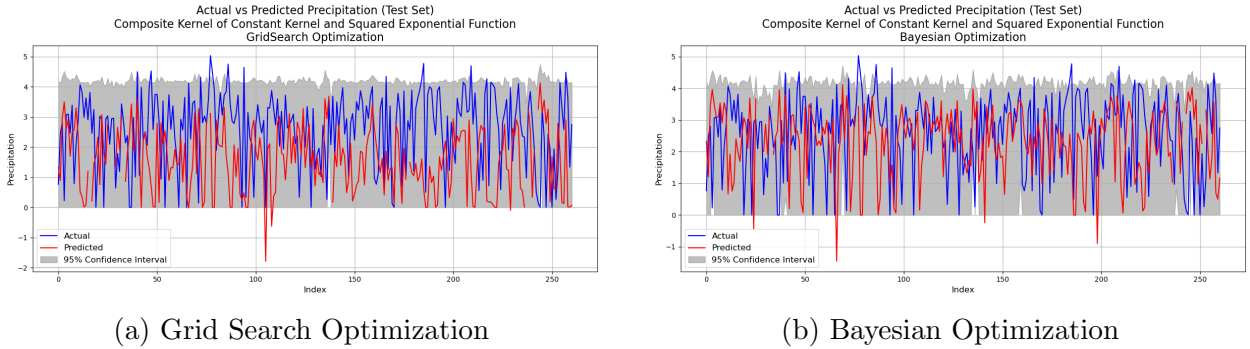 Actual vs Predicted Precipitation (Test Set)
Composite Kernel of Constant Kernel and Squared Exponential Function
GridSearch Optimization
Precipitation
5
4
3
2
1
0
−1
−2
Actual
Predicted
95% Confidence Interval
0
50
100
150
200
250
Index
(a) Grid Search Optimization
Actual vs Predicted Precipitation (Test Set)
Composite Kernel of Constant Kernel and Squared Exponential Function
Bayesian Optimization
Precipitation
5
4
3
2
1
0
−1
Actual
Predicted
95% Confidence Interval
0
50
100
150
200
250
Index
(b) Bayesian Optimization